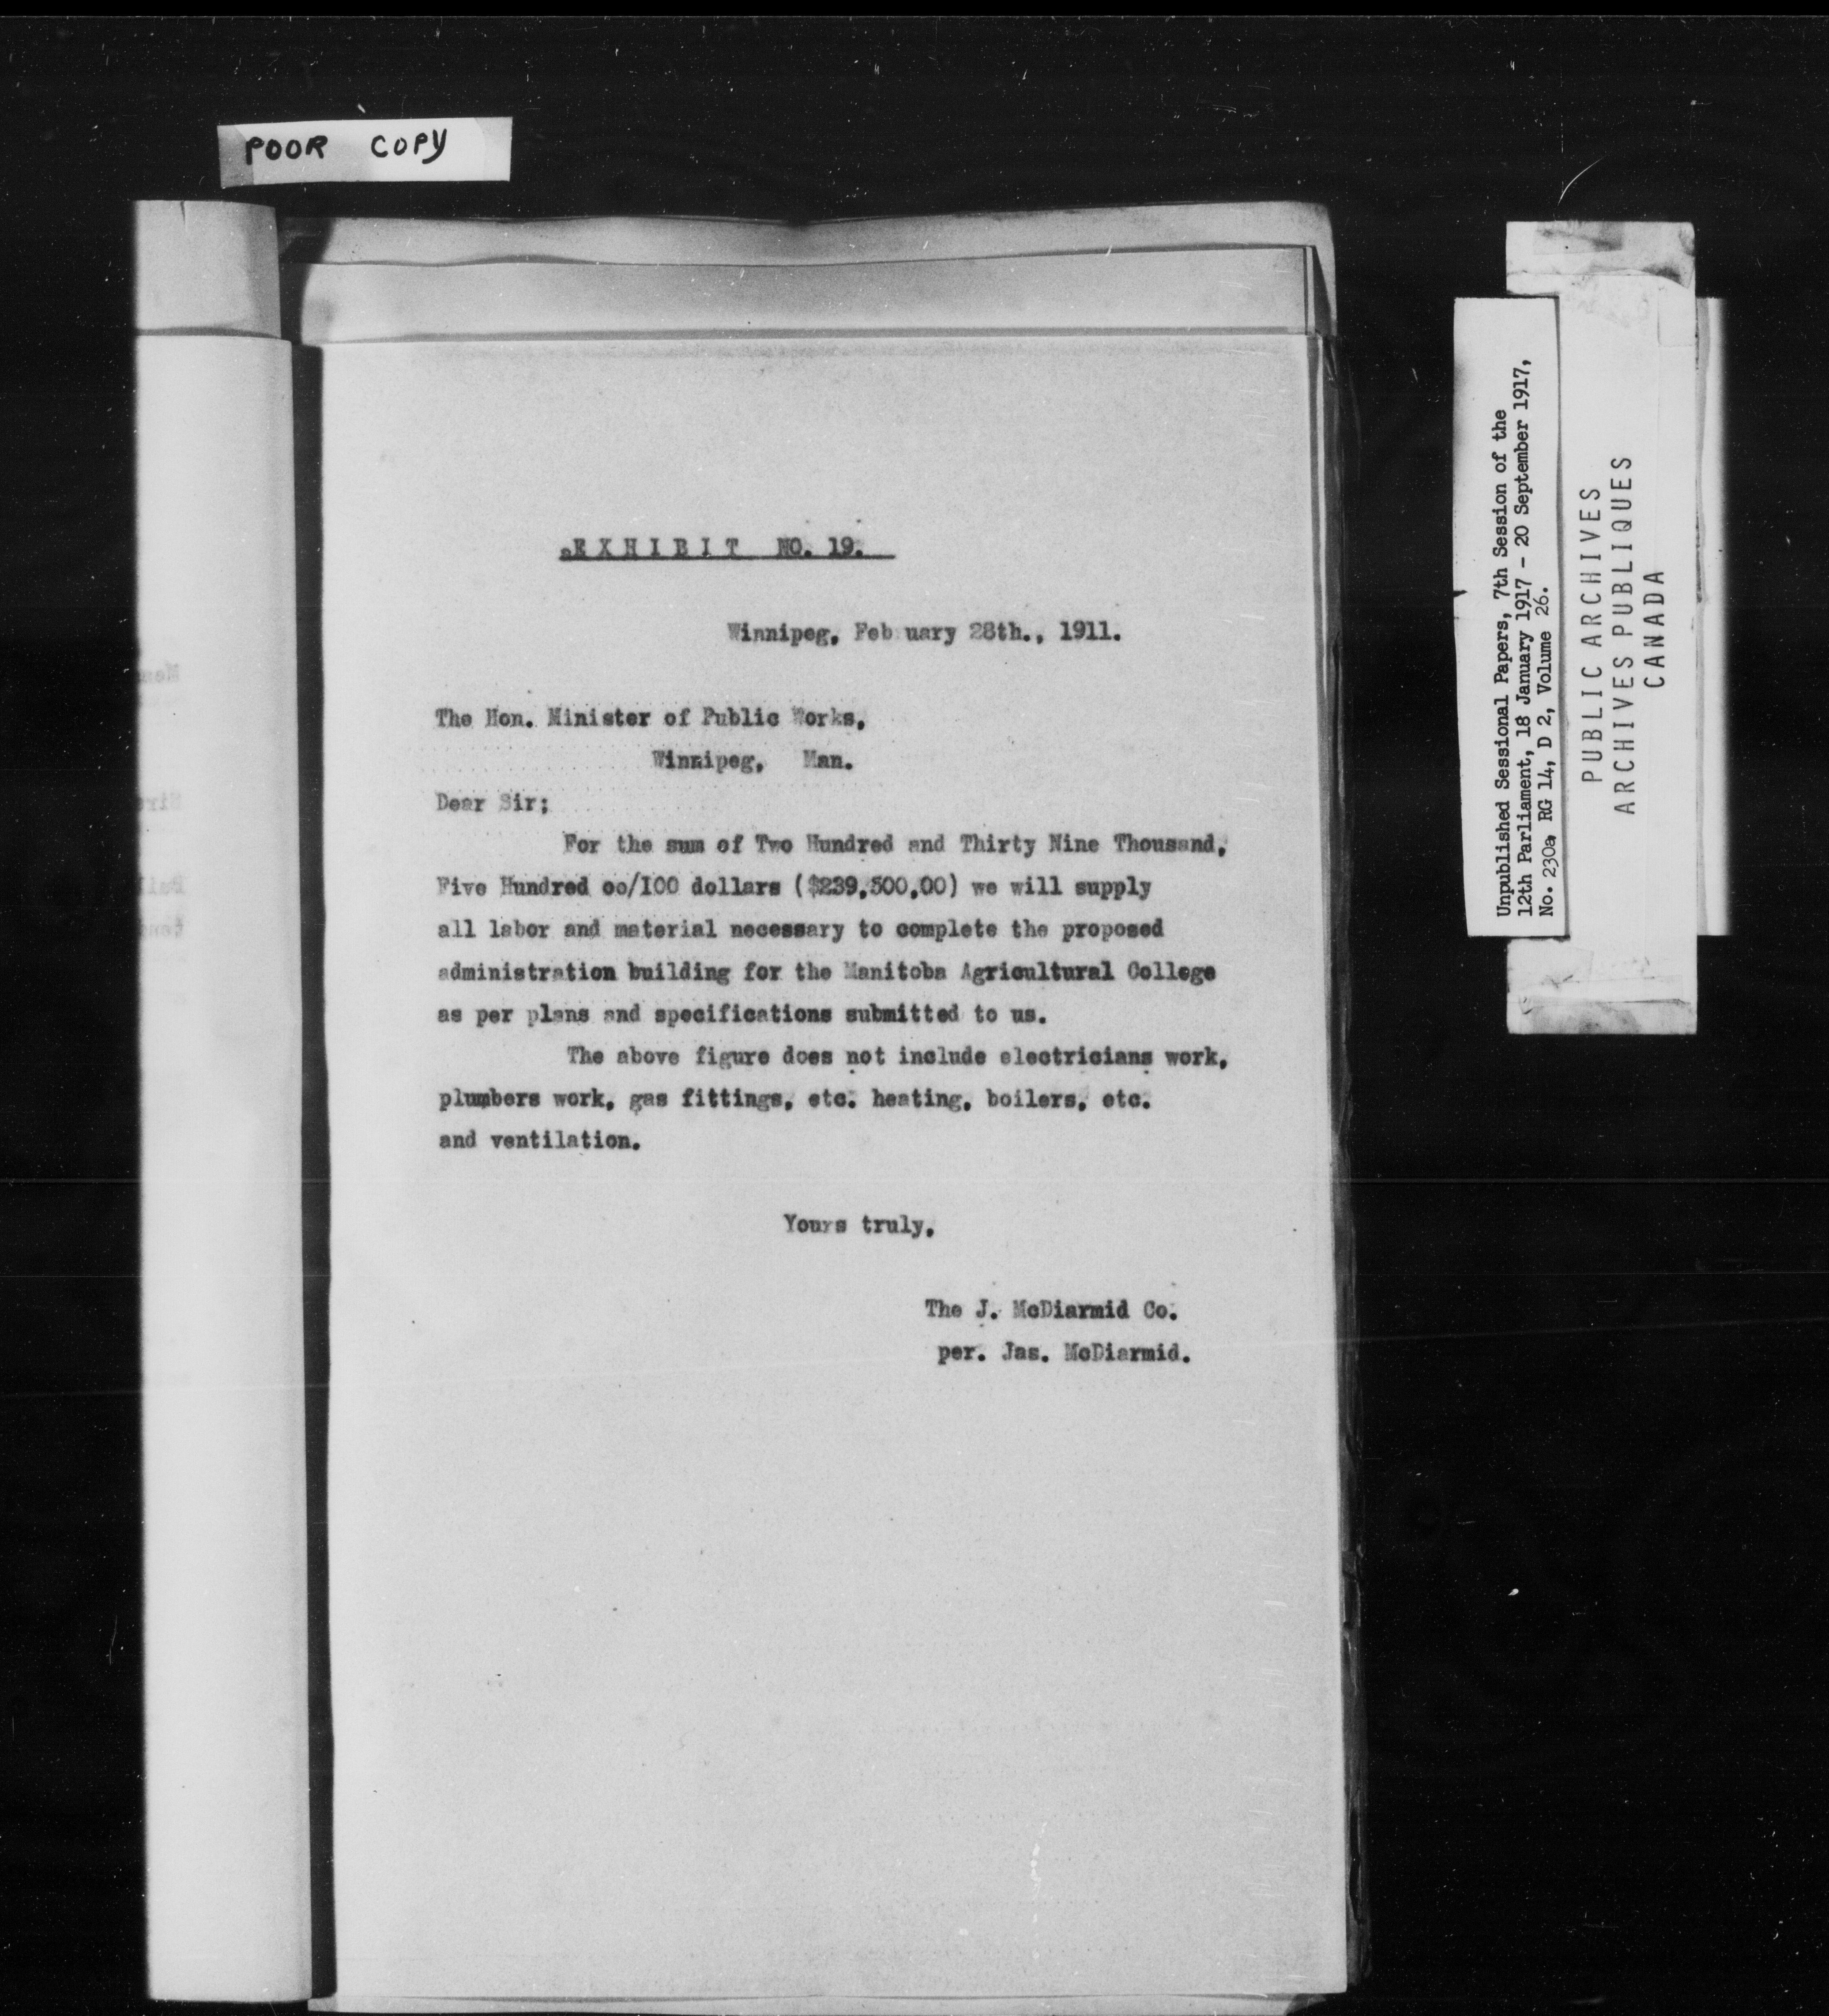 POOR COPY
EXHIBIT NO. 19.
Winnipeg, Feb uary 28th., 1911.
The Hon. Minister of Public Works,
Winnipeg, Man.
Dear Sir;
For the sum of Two Hundred and Thirty Nine Thousand,
Five Hundred oo/100 dollars ($239,500,00) we will supply
all labor and material necessary to complete the proposed
administration building for the Manitoba Agricultural College
as per plans and specifications submitted to us.
The above figure does not include electricians work,
plumbers work, gas fittings, etc. heating, boilers, etc.
and ventilation.
Yours truly,
The J. McDiarmid Co.
per. Jas. McDiarmid.
Unpublished Sessional Papers, 7th Session of the
12th Parliament, 18 January 1917 - 20 September 1917,
No. 230a, RG 14, D 2, Volume 26.
PUBLIC ARCHIVES
ARCHIVES PUBLIQUES
CANADA